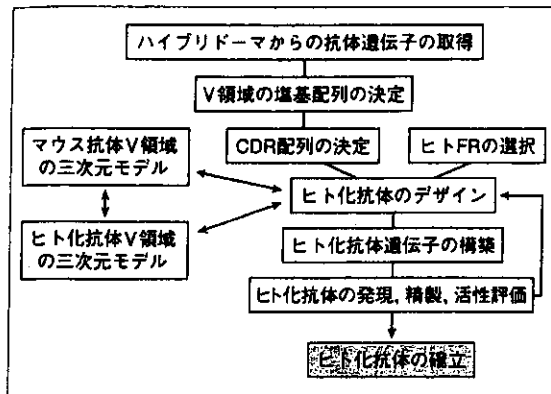 ハイブリドーマからの抗体遺伝子の取得
V領域の塩基配列の決定
マウス抗体V領域
の三次元モデル
CDR配列の決定
ヒトFRの選択
ヒト化抗体のデザイン
ヒト化抗体V領域
の三次元モデル
ヒト化抗体遺伝子の構築
ヒト化抗体の発現, 精製, 活性評価
ヒト化抗体の確立